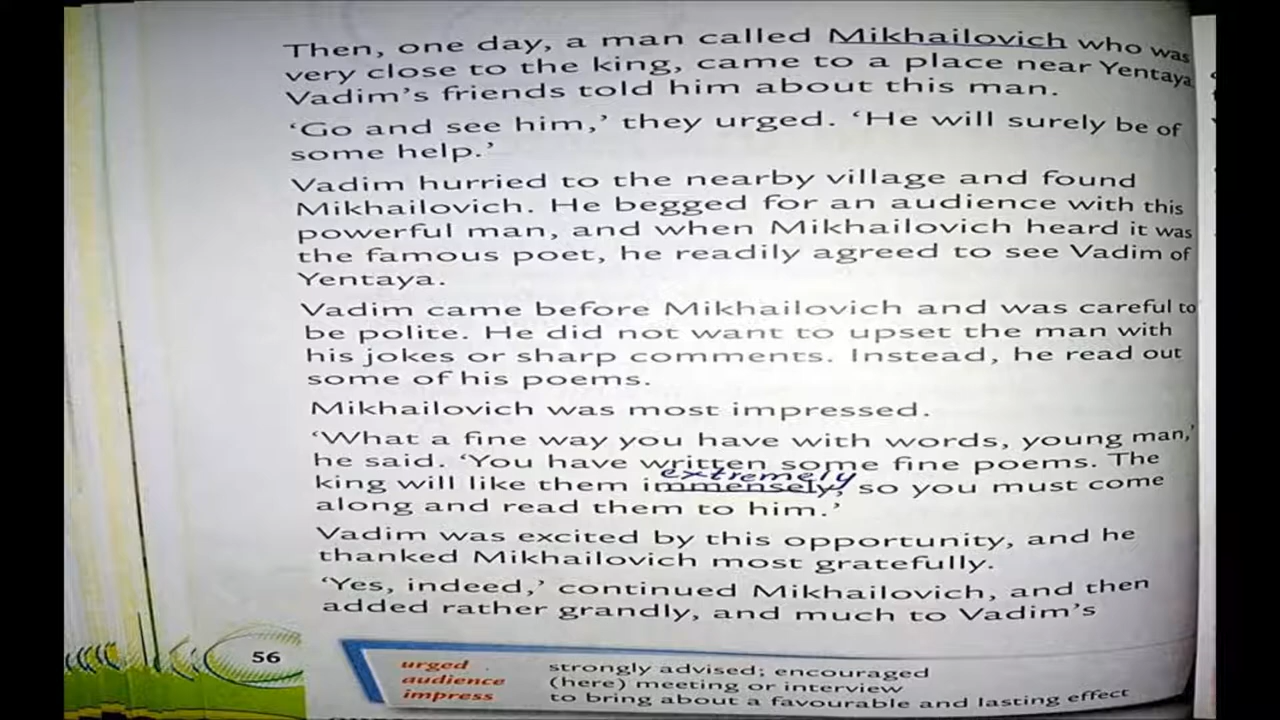 Then, one day, a man called Mikhailovich who was
very close to the king, came to a place near Yentaya
Vadim's friends told him about this man.
'Go and see him,' they urged. 'He will surely be of
some help.'
Vadim hurried to the nearby village and found
Mikhailovich. He begged for an audience with this
powerful man, and when Mikhailovich heard it was
the famous poet, he readily agreed to see Vadim of
Yentaya.
Vadim came before Mikhailovich and was careful to
be polite. He did not want to upset the man with
his jokes or sharp comments. Instead, he read out
some of his poems.
Mikhailovich was most impressed.
'What a fine way you have with words, young man,'
he said. 'You have written some fine poems. The
extremely
king will like them immensely, so you must come
along and read them to him.'
Vadim was excited by this opportunity, and he
thanked Mikhailovich most gratefully.
'Yes, indeed,' continued Mikhailovich, and then
added rather grandly, and much to Vadim's
56
urged strongly advised; encouraged
audience (here) meeting or interview
impress to bring about a favourable and lasting effect